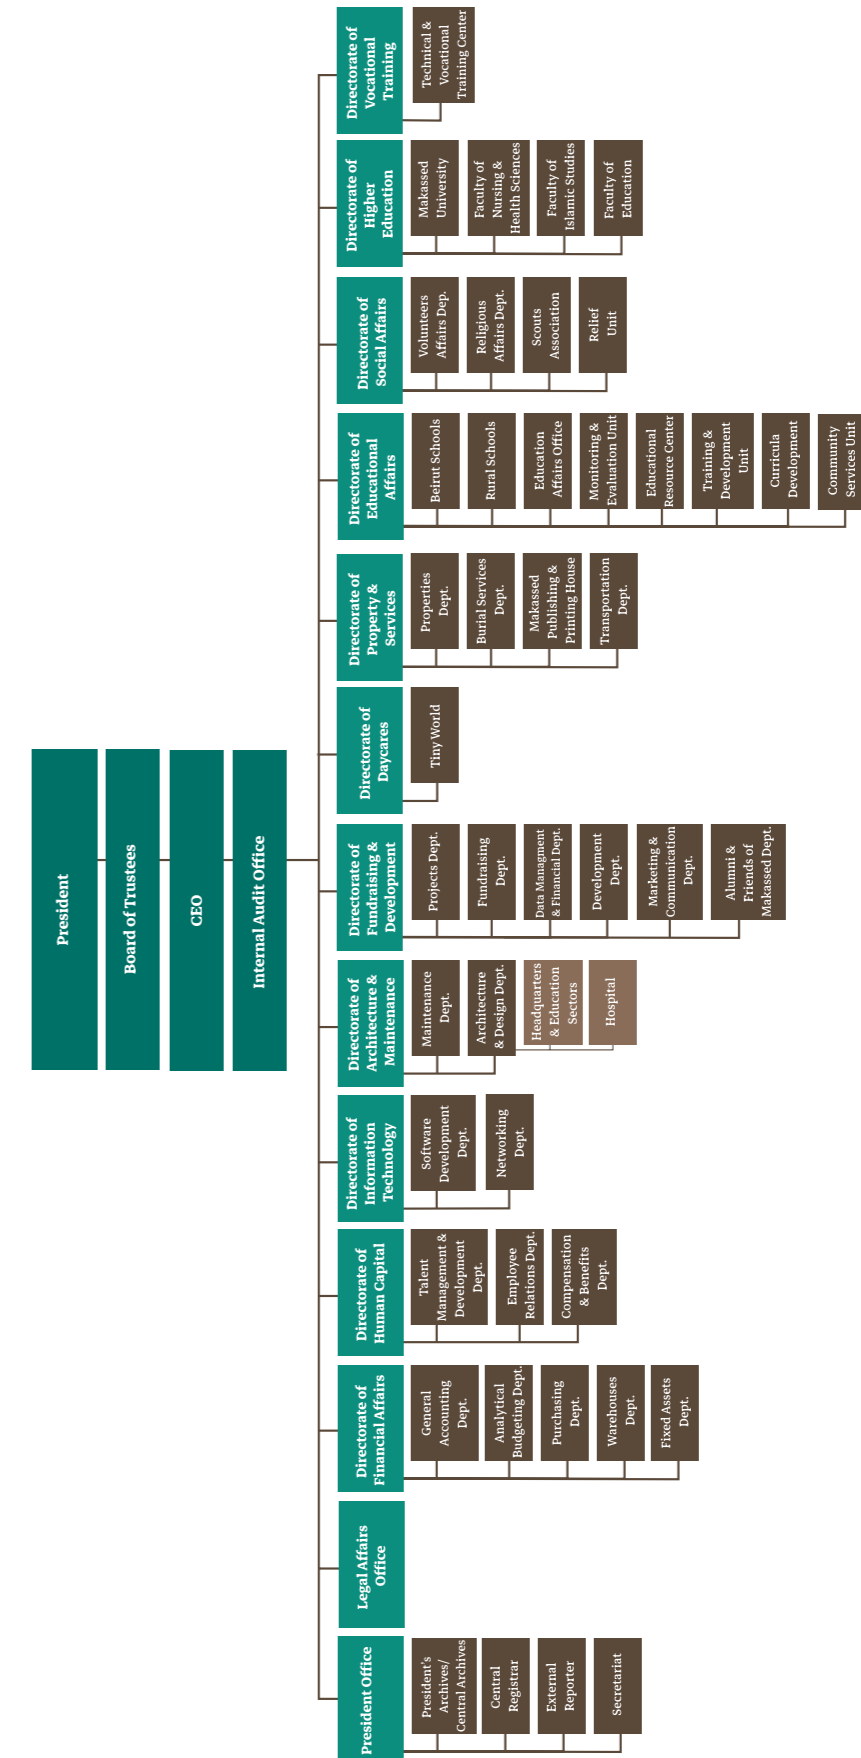 President
Board of Trustees
CEO
Internal Audit Office
President Office
President's
Archives/
Central Archives
Central
Registrar
External
Reporter
Secretariat
Legal Affairs
Office
Directorate of
Financial Affairs
General
Accounting
Dept.
Analytical
Budgeting Dept.
Purchasing
Dept.
Warehouses
Dept.
Fixed Assets
Dept.
Directorate of
Human Capital
Talent
Management &
Development
Dept.
Employee
Relations Dept.
Compensation
& Benefits
Dept.
Directorate of
Information
Technology
Software
Development
Dept.
Networking
Dept.
Directorate of
Architecture &
Maintenance
Maintenance
Dept.
Architecture
& Design Dept.
Headquarters
& Education
Sectors
Hospital
Directorate of
Fundraising &
Development
Projects Dept.
Fundraising
Dept.
Data Managment
& Financial Dept.
Development
Dept.
Marketing &
Communication
Dept.
Alumni &
Friends of
Makassed Dept.
Directorate of
Daycares
Tiny World
Directorate of
Property &
Services
Properties
Dept.
Burial Services
Dept.
Makassed
Publishing &
Printing House
Transportation
Dept.
Directorate of
Educational
Affairs
Beirut Schools
Rural Schools
Education
Affairs Office
Monitoring &
Evaluation Unit
Educational
Resource Center
Training &
Development
Unit
Curricula
Development
Community
Services Unit
Directorate of
Social Affairs
Volunteers
Affairs Dep.
Religious
Affairs Dept.
Scouts
Association
Relief
Unit
Directorate of
Higher
Education
Makassed
University
Faculty of
Nursing &
Health Sciences
Faculty of
Islamic Studies
Faculty of
Education
Directorate of
Vocational
Training
Technical &
Vocational
Training Center